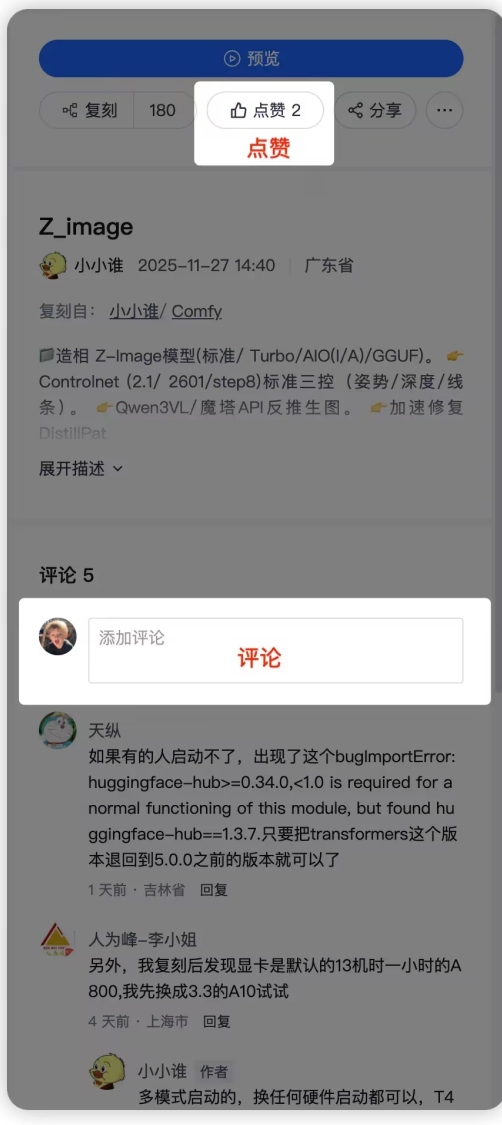 预览
复刻 180 点赞 2 分享 ...
点赞
Z_image
小小谁 2025-11-27 14:40 广东省
复刻自： 小小谁/ Comfy
造相 Z-Image模型(标准/ Turbo/AIO(I/A)/GGUF)。
Controlnet (2.1/ 2601/step8)标准三控（姿势/深度/线
条）。 Qwen3VL/魔塔API反推生图。 加速修复
DistillPat
展开描述
评论 5
添加评论
评论
天纵
如果有的人启动不了，出现了这个bugImportError:
huggingface-hub>=0.34.0,<1.0 is required for a
normal functioning of this module, but found hu
ggingface-hub==1.3.7.只要把transformers这个版
本退回到5.0.0之前的版本就可以了
1 天前 · 吉林省 回复
人为峰-李小姐
另外，我复刻后发现显卡是默认的13机时一小时的A
800,我先换成3.3的A10试试
4 天前 · 上海市 回复
小小谁 作者
多模式启动的，换任何硬件启动都可以，T4